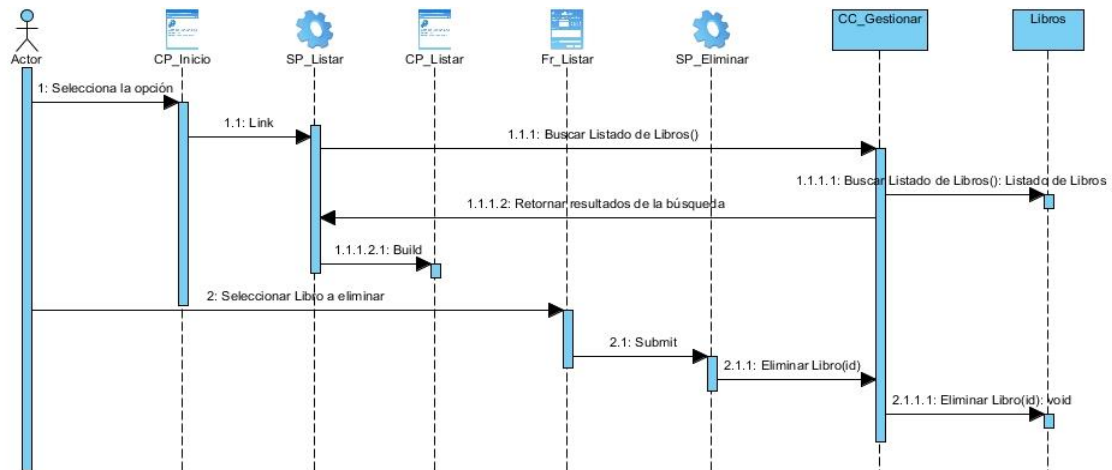 Actor
CP_Inicio
SP_Listar
CP_Listar
Fr_Listar
SP_Eliminar
CC_Gestionar
Libros
1: Selecciona la opción
1.1: Link
1.1.1: Buscar Listado de Libros()
1.1.1.1: Buscar Listado de Libros(): Listado de Libros
1.1.1.2: Retornar resultados de la búsqueda
1.1.1.2.1: Build
2: Seleccionar Libro a eliminar
2.1: Submit
2.1.1: Eliminar Libro(id)
2.1.1.1: Eliminar Libro(id): void